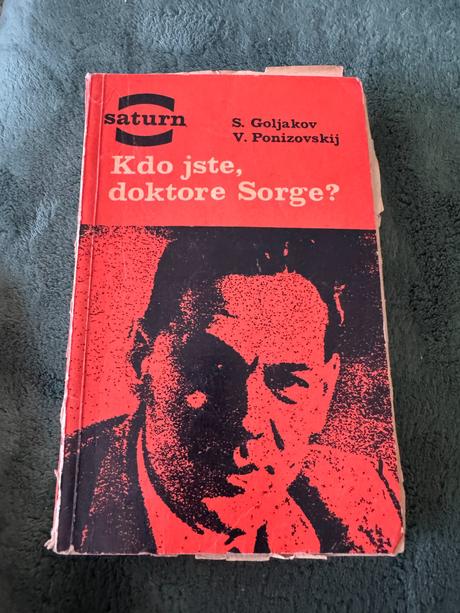 saturn
S. Goljakov
V. Ponizovskij
Kdo jste,
doktore Sorge?